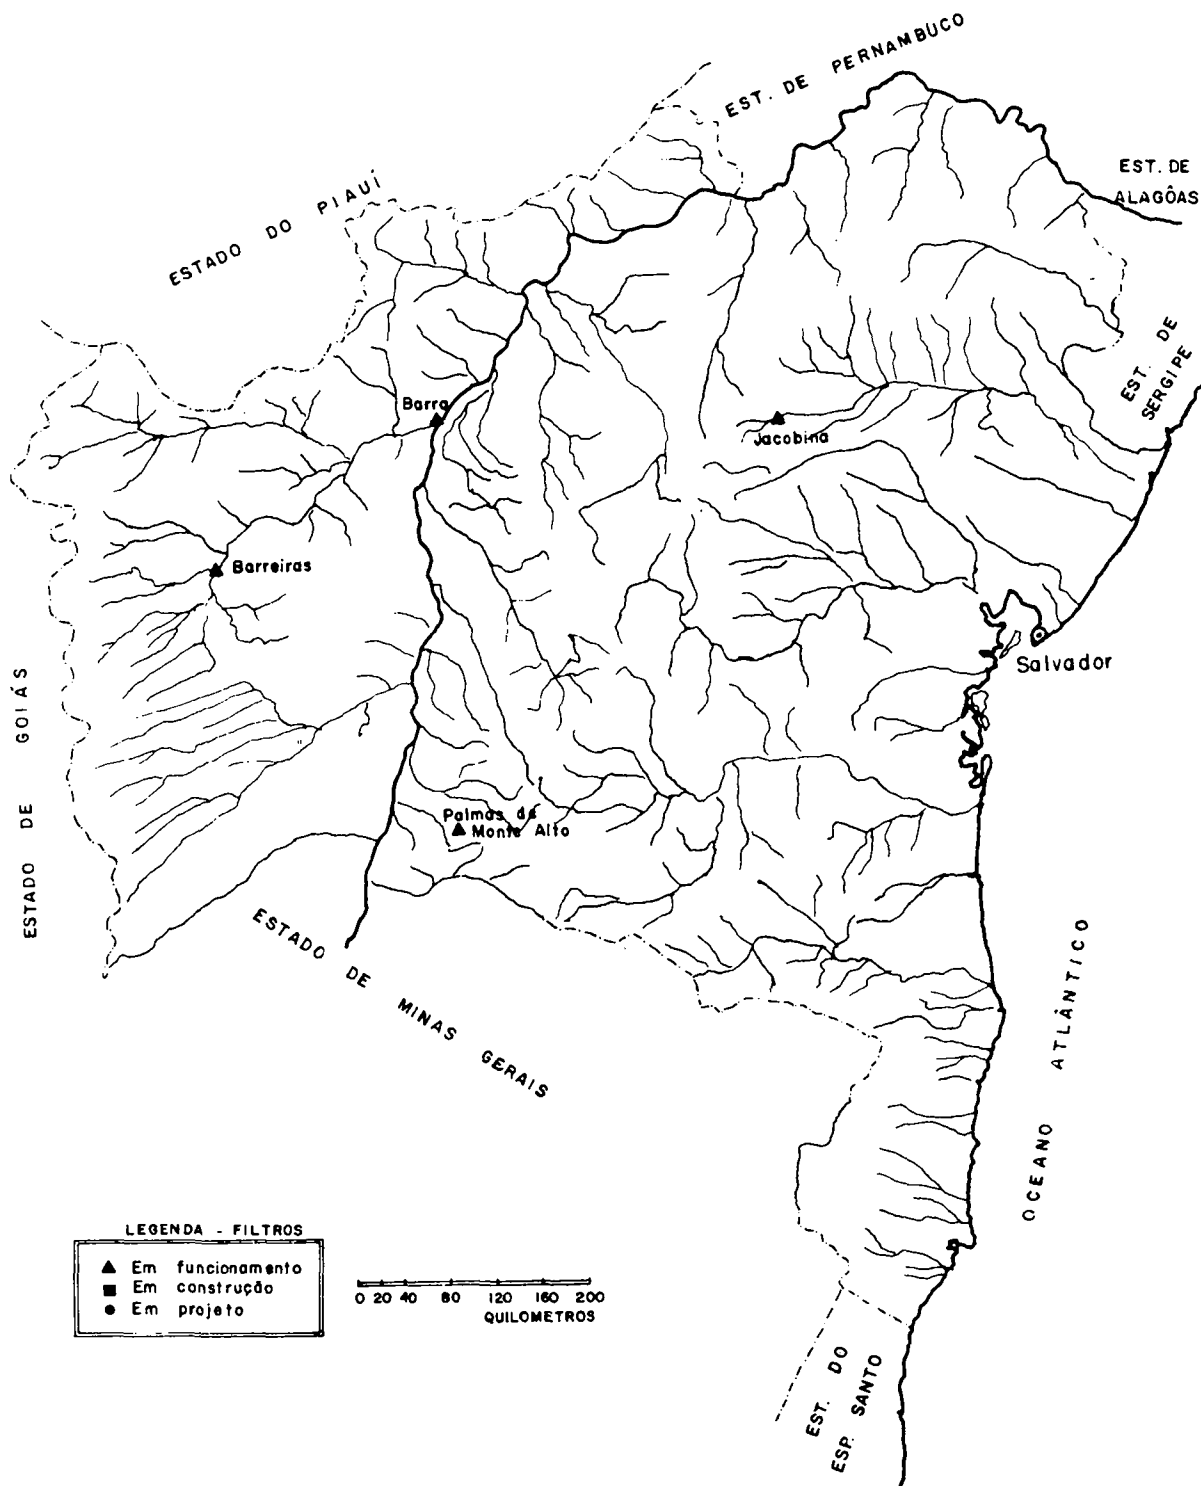 EST. DE PERNAMBUCO
EST. DE
ALAGÔAS
ESTADO DO PIAUÍ
EST. DE
SERGIPE
Barra
Jacobina
Barreiras
Salvador
ESTADO DE GOIÁS
Palmas de
Monte Alto
ESTADO DE MINAS GERAIS
OCEANO ATLÂNTICO
LEGENDA - FILTROS
Em funcionamento
Em construção
Em projeto
0 20 40 80 120 160 200
QUILOMETROS
EST. DO
ESP. SANTO